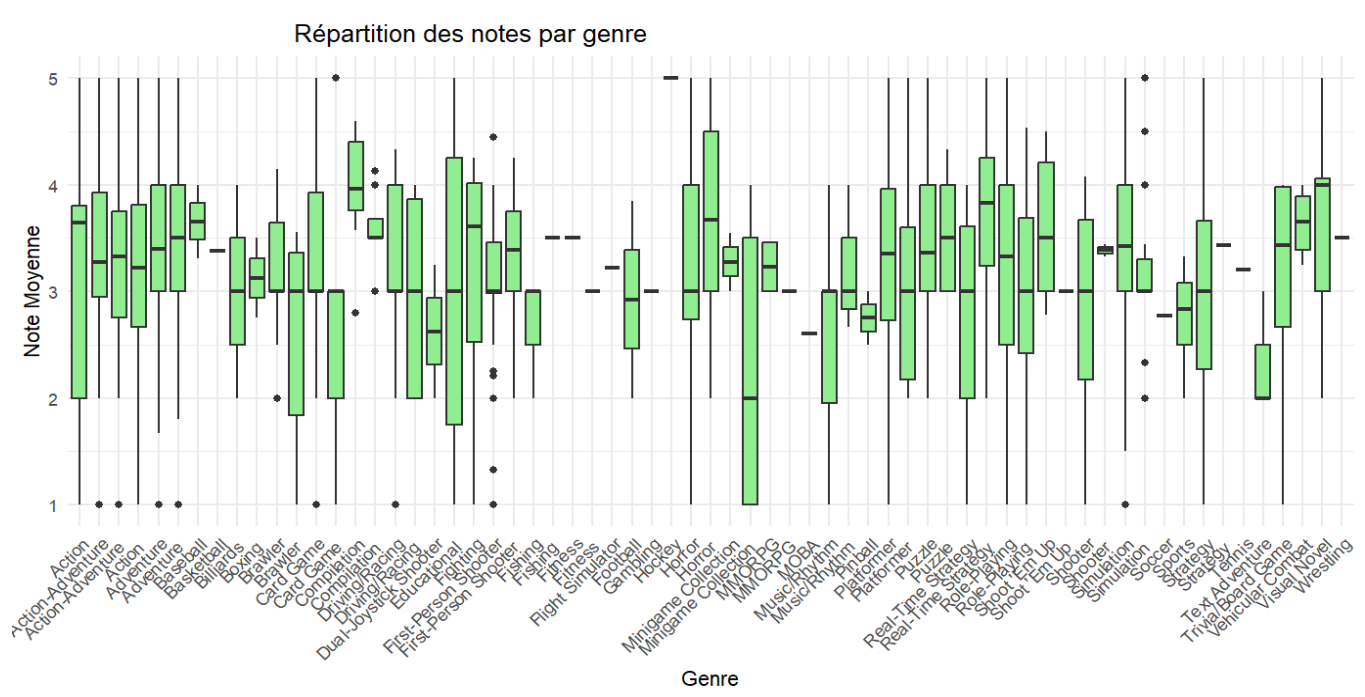 Répartition des notes par genre
Note Moyenne
5
4
3
2
1
Action
Action-Adventure
Action-Adventure
Action
Adventure
Adventure
Baseball
Basketball
Billiards
Boxing
Brawler
Brawler
Card Game
Card Game
Compilation
Compilation
Driving/Racing
Driving/Racing
Dual-Joystick Shooter
Educational
Fighting
First-Person Shooter
First-Person Shooter
Fishing
Fishing
Fitness
Fitness
Flight Simulator
Football
Gambling
Hockey
Horror
Horror
Minigame Collection
Minigame Collection
MMORPG
MMORPG
MOBA
Music/Rhythm
Music/Rhythm
Pinball
Platformer
Platformer
Puzzle
Puzzle
Real-Time Strategy
Real-Time Strategy
Role-Playing
Role-Playing
Shoot 'Em Up
Shoot 'Em Up
Shooter
Shooter
Simulation
Simulation
Soccer
Sports
Strategy
Strategy
Tennis
Text Adventure
Trivia/Board Game
Vehicular Combat
Visual Novel
Wrestling
Genre